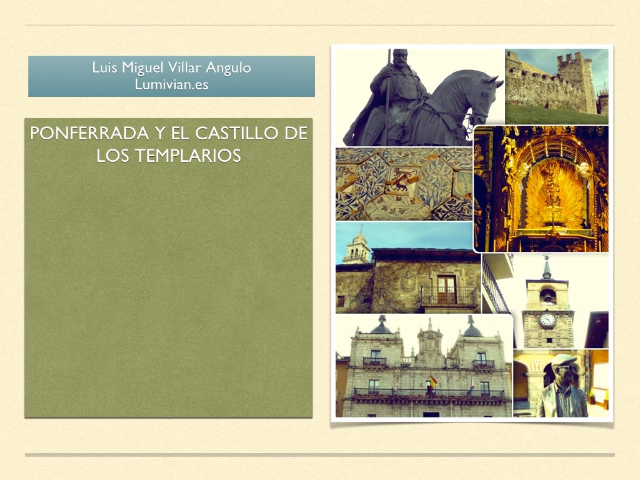 Luis Miguel Villar Angulo
Lumivian.es
PONFERRADA Y EL CASTILLO DE
LOS TEMPLARIOS